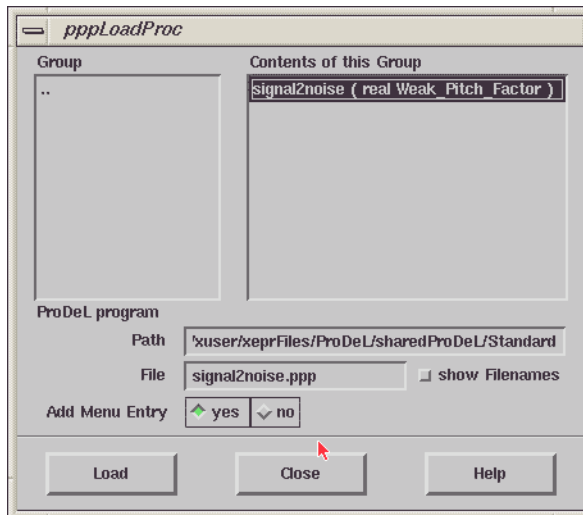 pppLoadProc
Group
Contents of this Group
..
signal2noise ( real Weak_Pitch_Factor )
ProDeL program
Path
'xuser/xeprFiles/ProDeL/sharedProDeL/Standard
File
signal2noise.ppp
show Filenames
Add Menu Entry
yes
no
Load
Close
Help